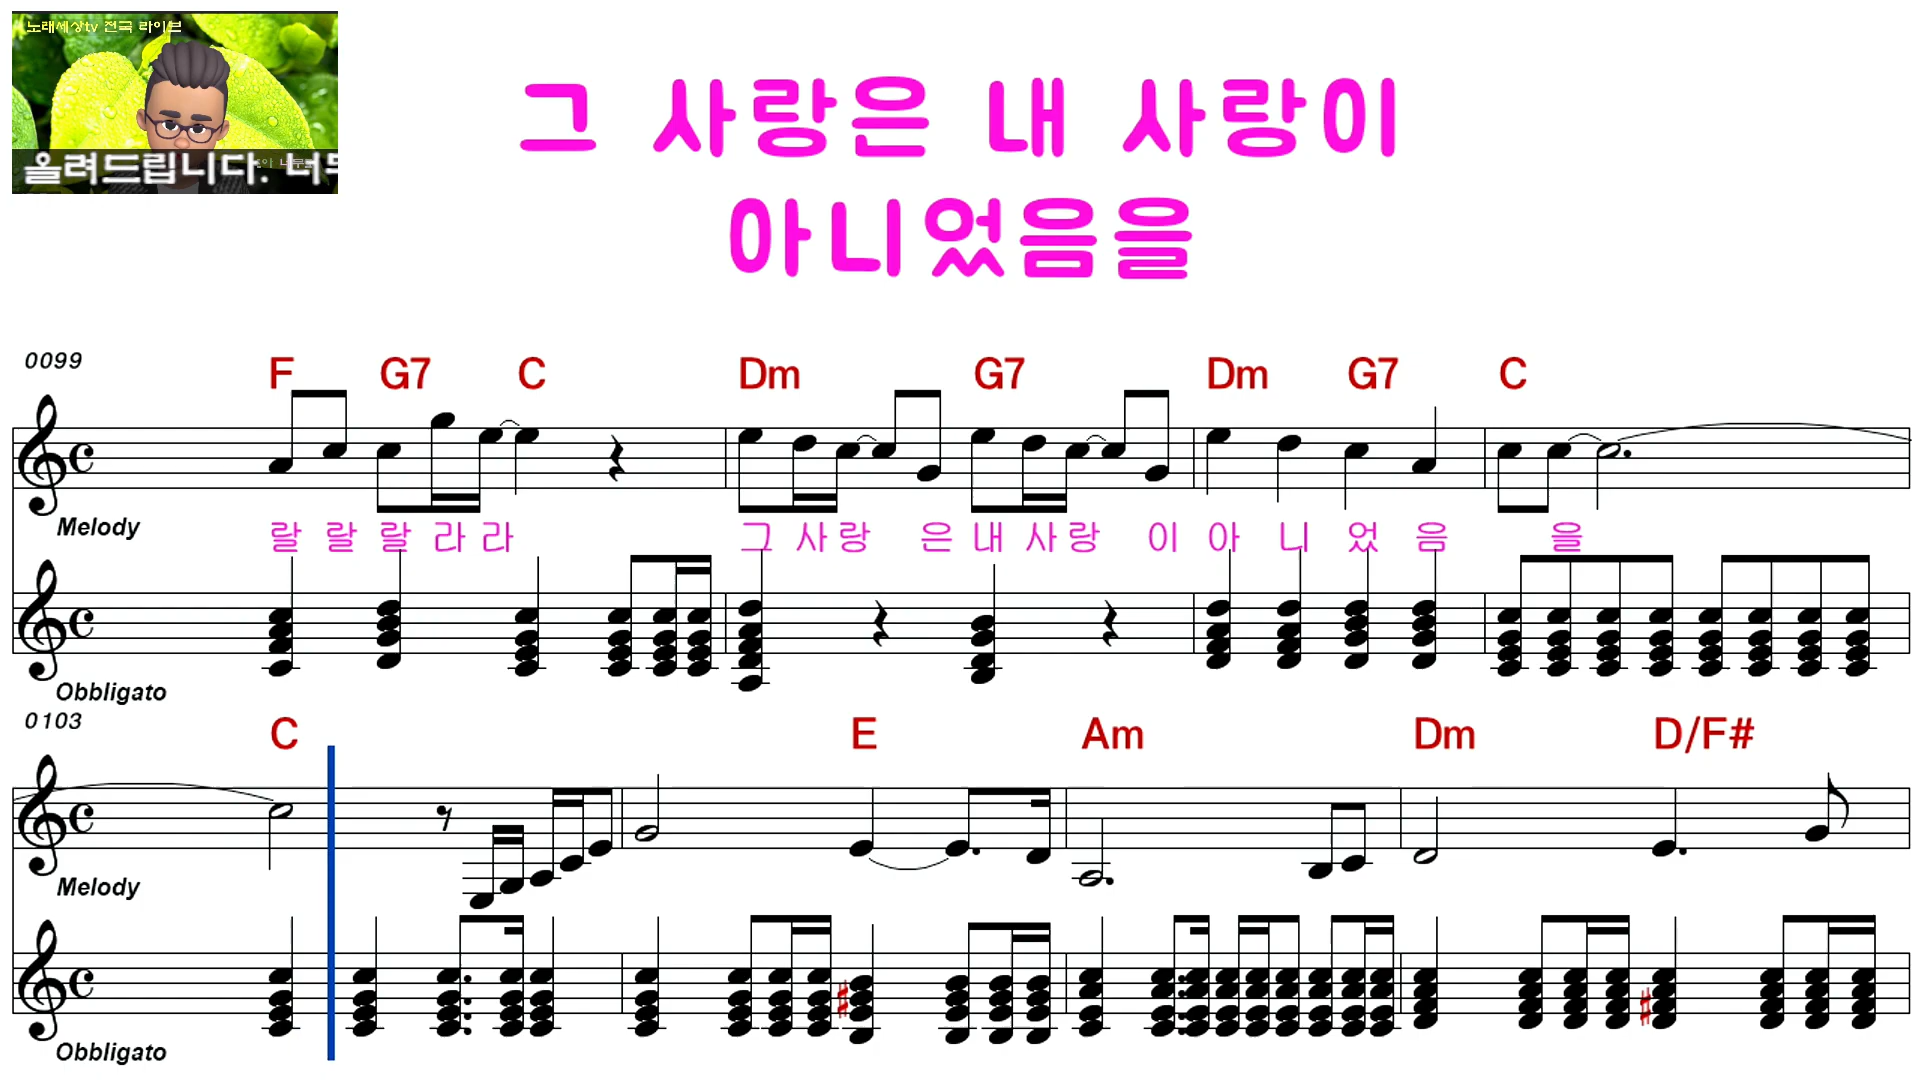 노래세상tv 전국 라이브
올려드립니다. 너무
그 사랑은 내 사랑이
아니었음을
0099
F G7 C Dm G7 Dm G7 C
Melody
랄 랄 랄 라 라 그 사 랑 은 내 사 랑 이 아 니 었 음 을
Obbligato
0103
C E Am Dm D/F#
Melody
Obbligato